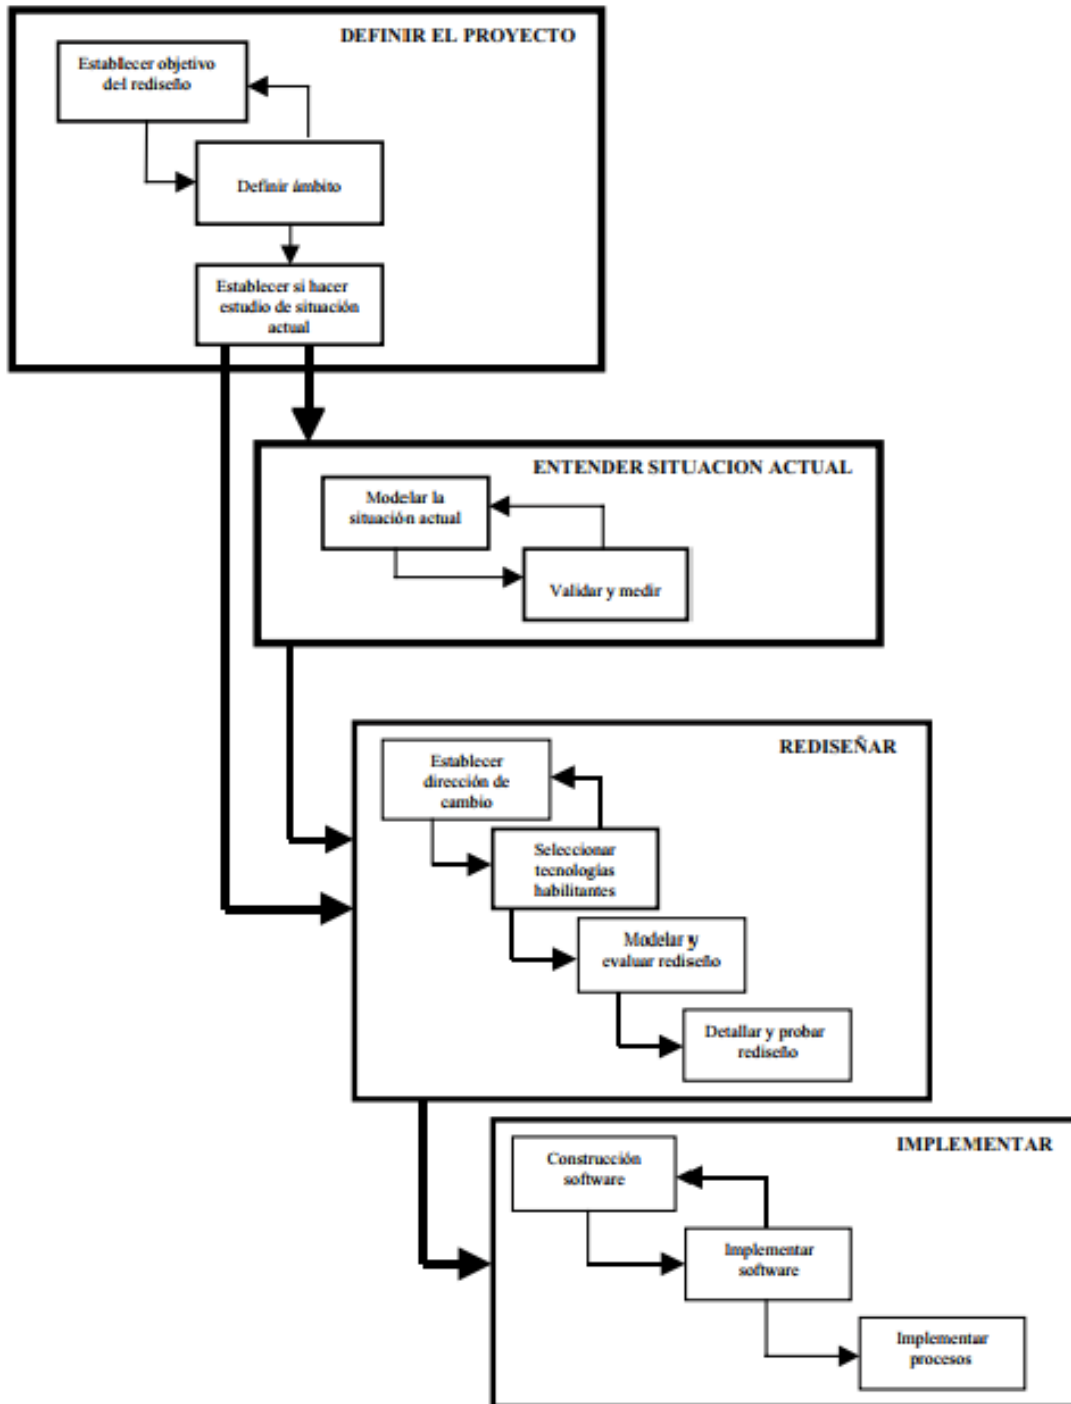 DEFINIR EL PROYECTO
Establecer objetivo
del rediseño
Definir ámbito
Establecer si hacer
estudio de situación
actual
ENTENDER SITUACION ACTUAL
Modelar la
situación actual
Validar y medir
REDISEÑAR
Establecer
dirección de
cambio
Seleccionar
tecnologías
habilitantes
Modelar y
evaluar rediseño
Detallar y probar
rediseño
IMPLEMENTAR
Construcción
software
Implementar
software
Implementar
procesos